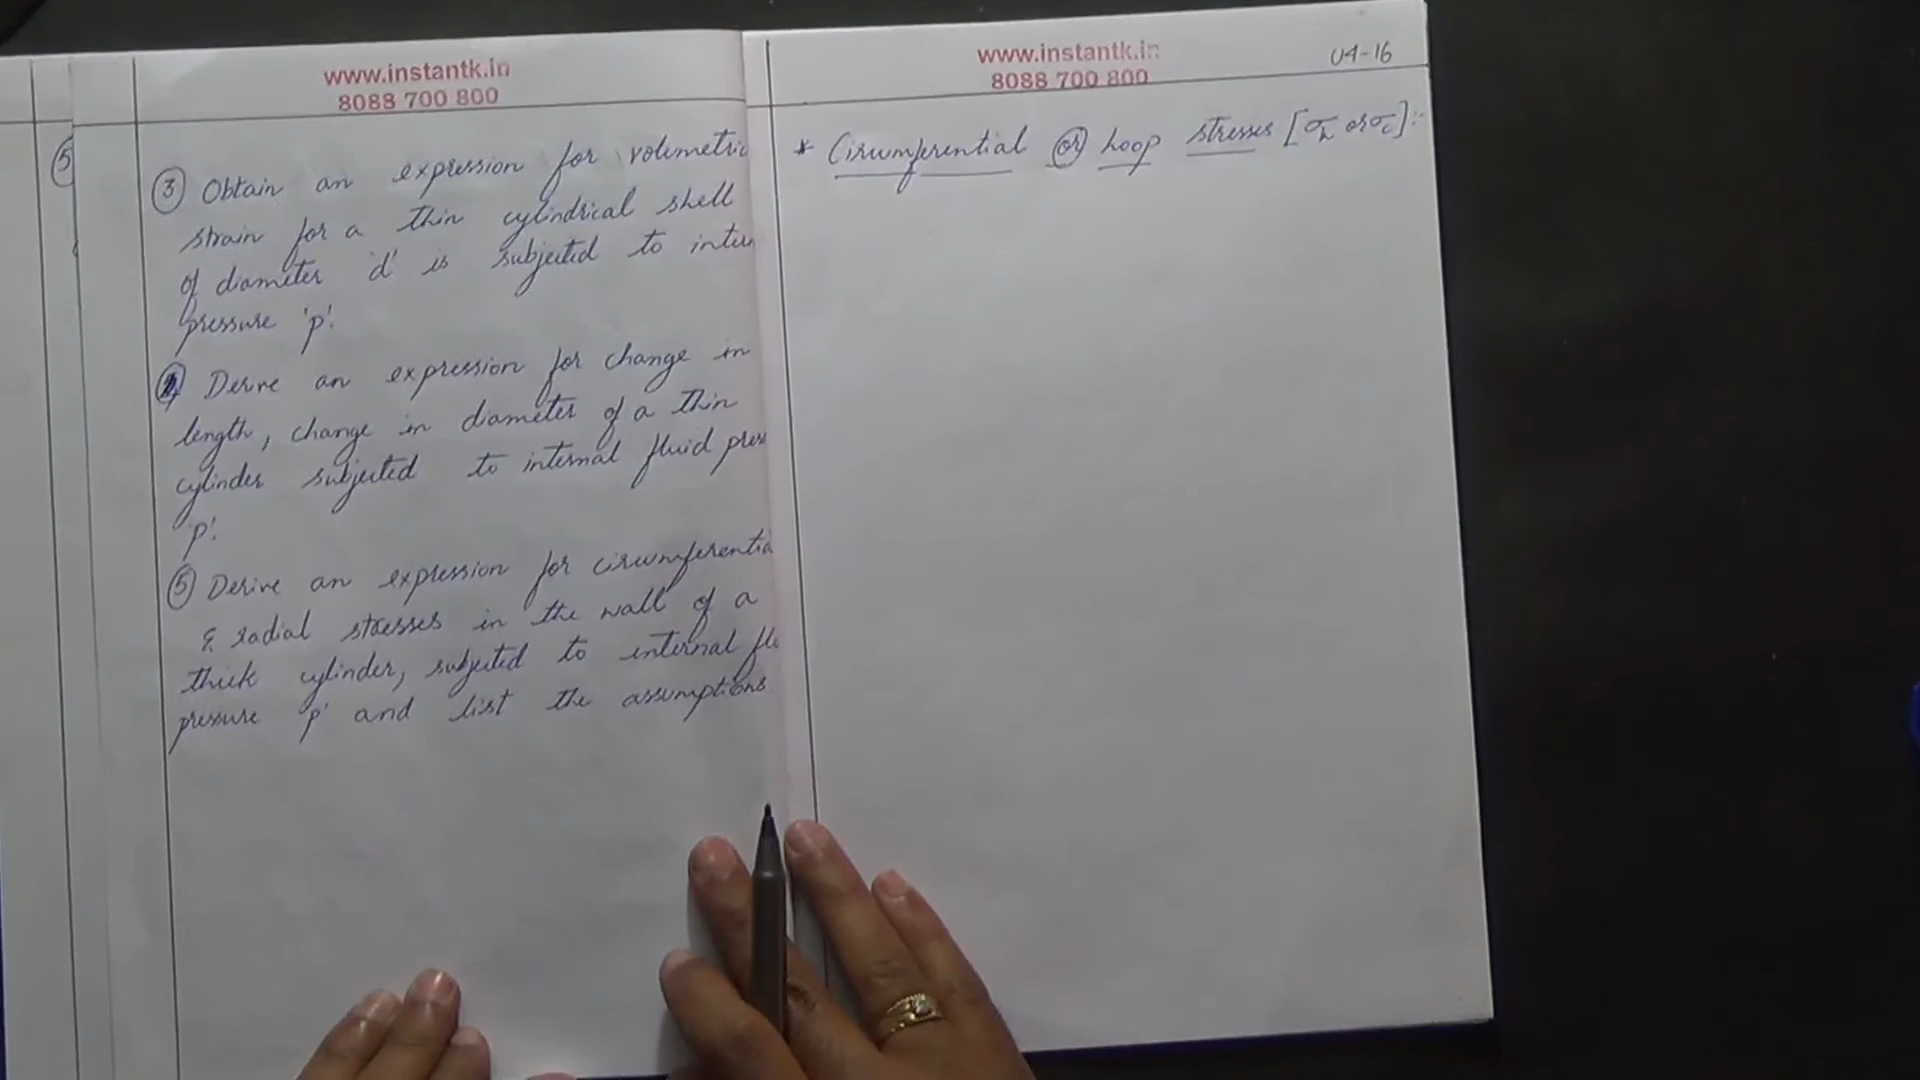 www.instantk.in
8088 700 800
5
3 Obtain an expression for volumetric
strain for a thin cylindrical shell
of diameter 'd' is subjected to inter
pressure 'p'.
4 Derive an expression for change in
length, change in diameter of a thin
cylinder subjected to internal fluid pres
'p'.
5 Derive an expression for circumferentia
& radial stresses in the wall of a
thick cylinder, subjected to internal flu
pressure 'p' and list the assumptions
www.instantk.in
8088 700 800
U4-16
* Circumferential or hoop stresses [σh or σc]:-